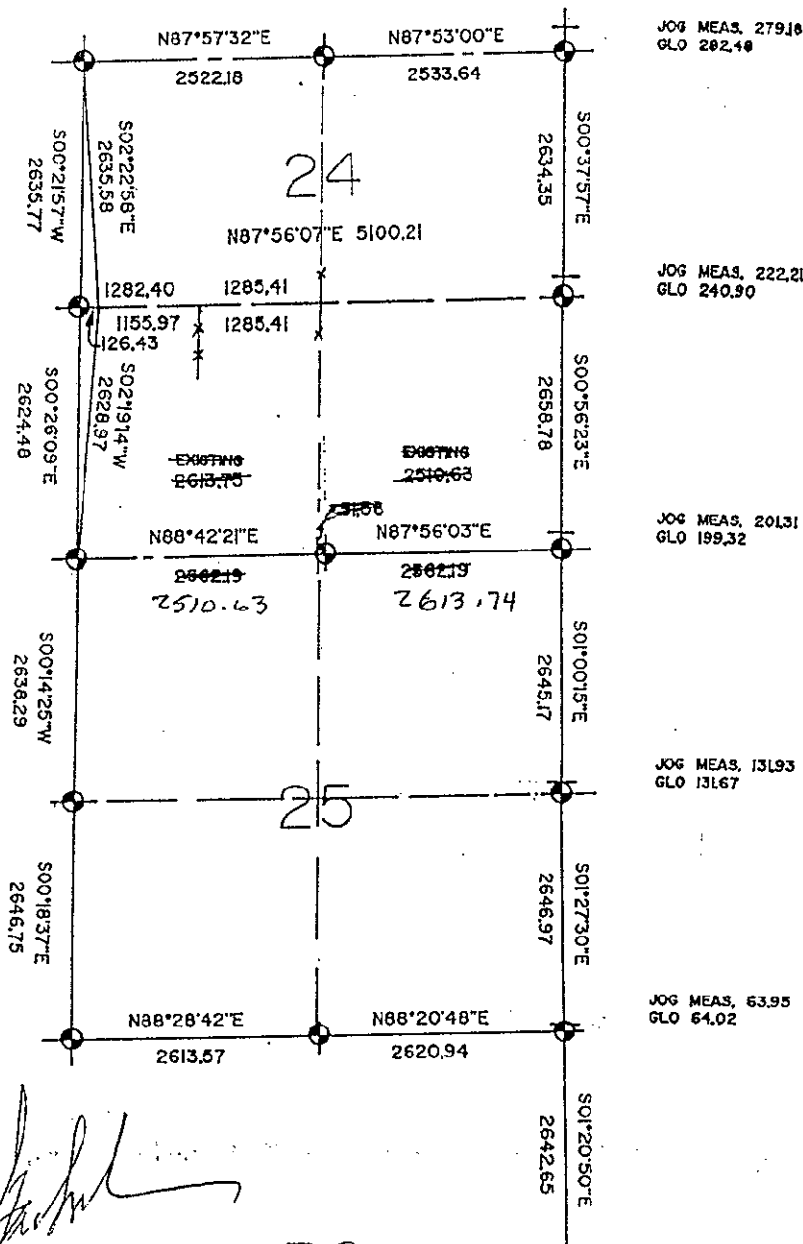 JOG MEAS. 279.18
GLO 282.48
N87°57'32"E
N87°53'00"E
2522.18
2533.64
S00°21'57"W
2635.77
S02°22'58"E
2635.58
24
S00°37'57"E
2634.35
N87°56'07"E 5100.21
JOG MEAS. 222.21
GLO 240.90
1282.40
1285.41
1155.97
1285.41
126.43
S00°26'09"E
2624.48
S02°19'14"W
2628.97
S00°56'23"E
2658.78
EXISTING
2613.75
EXISTING
2510.63
JOG MEAS. 201.31
GLO 199.32
N88°42'21"E
N87°56'03"E
2562.19
2562.19
2510.63
2613.74
S00°14'25"W
2638.29
S01°00'15"E
2645.17
JOG MEAS. 131.93
GLO 131.67
25
S00°18'37"E
2646.75
S01°27'30"E
2646.97
JOG MEAS. 63.95
GLO 64.02
N88°28'42"E
N88°20'48"E
2613.57
2620.94
S01°20'50"E
2642.65